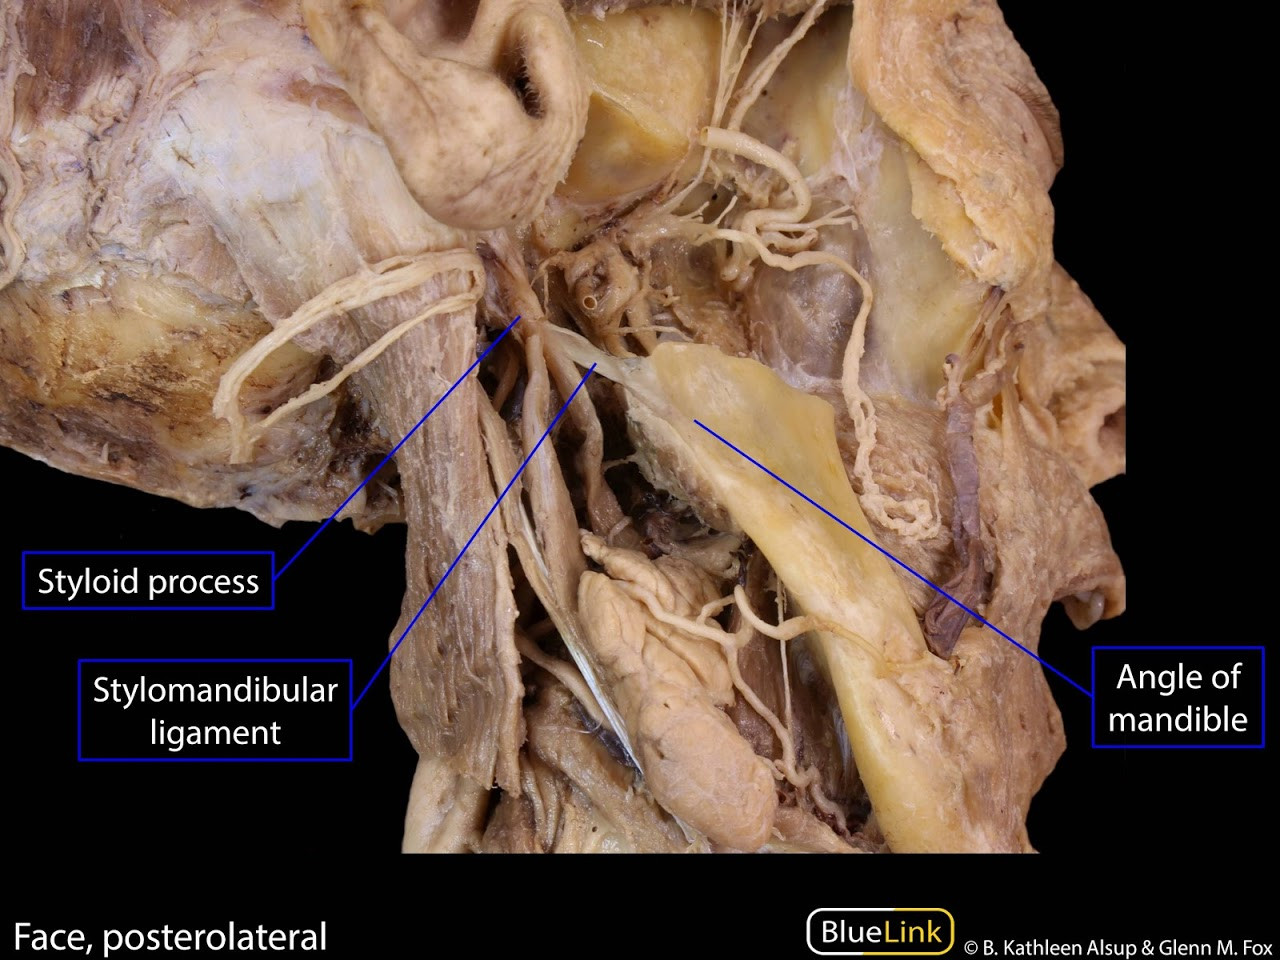 Styloid process
Stylomandibular
ligament
Angle of
mandible
Face, posterolateral
BlueLink
© B. Kathleen Alsup & Glenn M. Fox